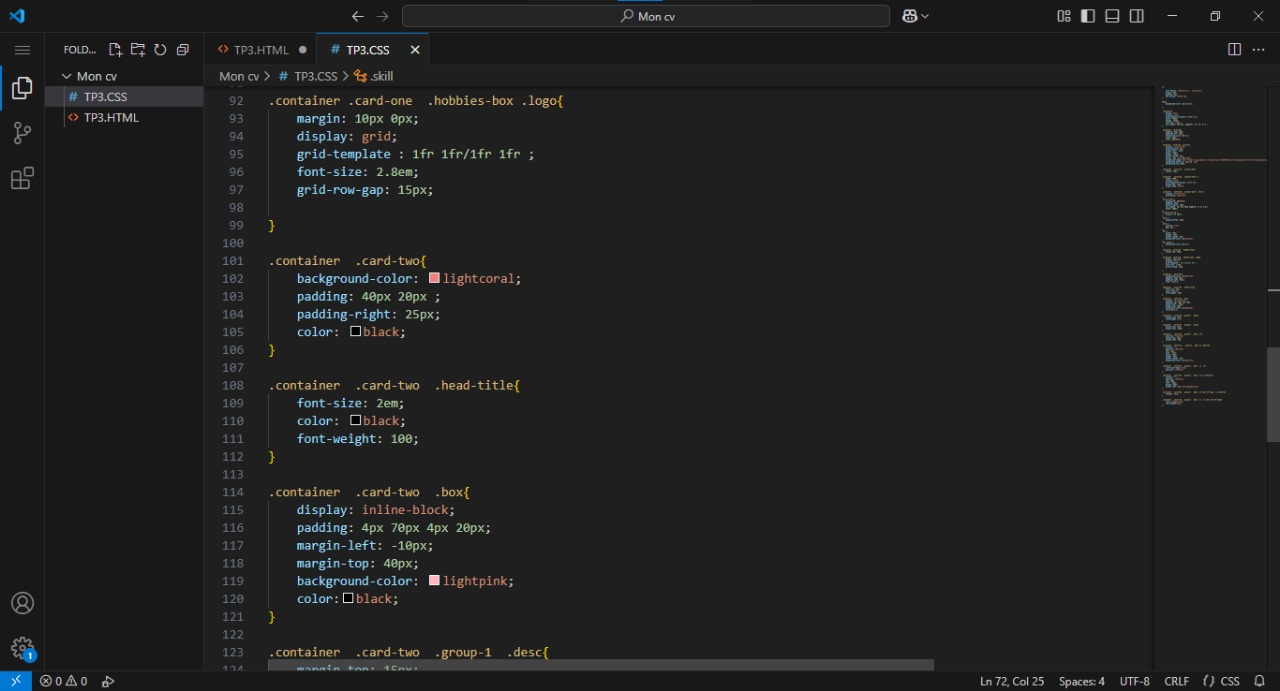 Mon cv
FOLD...
TP3.HTML
TP3.CSS
Mon cv
Mon cv > # TP3.CSS > .skill
# TP3.CSS
<> TP3.HTML
92 .container .card-one  .hobbies-box .logo{
93 margin: 10px 0px;
94 display: grid;
95 grid-template : 1fr 1fr/1fr 1fr ;
96 font-size: 2.8em;
97 grid-row-gap: 15px;
98
99 }
100
101 .container  .card-two{
102 background-color: lightcoral;
103 padding: 40px 20px ;
104 padding-right: 25px;
105 color: black;
106 }
107
108 .container  .card-two  .head-title{
109 font-size: 2em;
110 color: black;
111 font-weight: 100;
112 }
113
114 .container  .card-two  .box{
115 display: inline-block;
116 padding: 4px 70px 4px 20px;
117 margin-left: -10px;
118 margin-top: 40px;
119 background-color: lightpink;
120 color:black;
121 }
122
123 .container  .card-two  .group-1  .desc{
124 margin-top: 15px;
1
0 0
Ln 72, Col 25 Spaces: 4 UTF-8 CRLF {} CSS